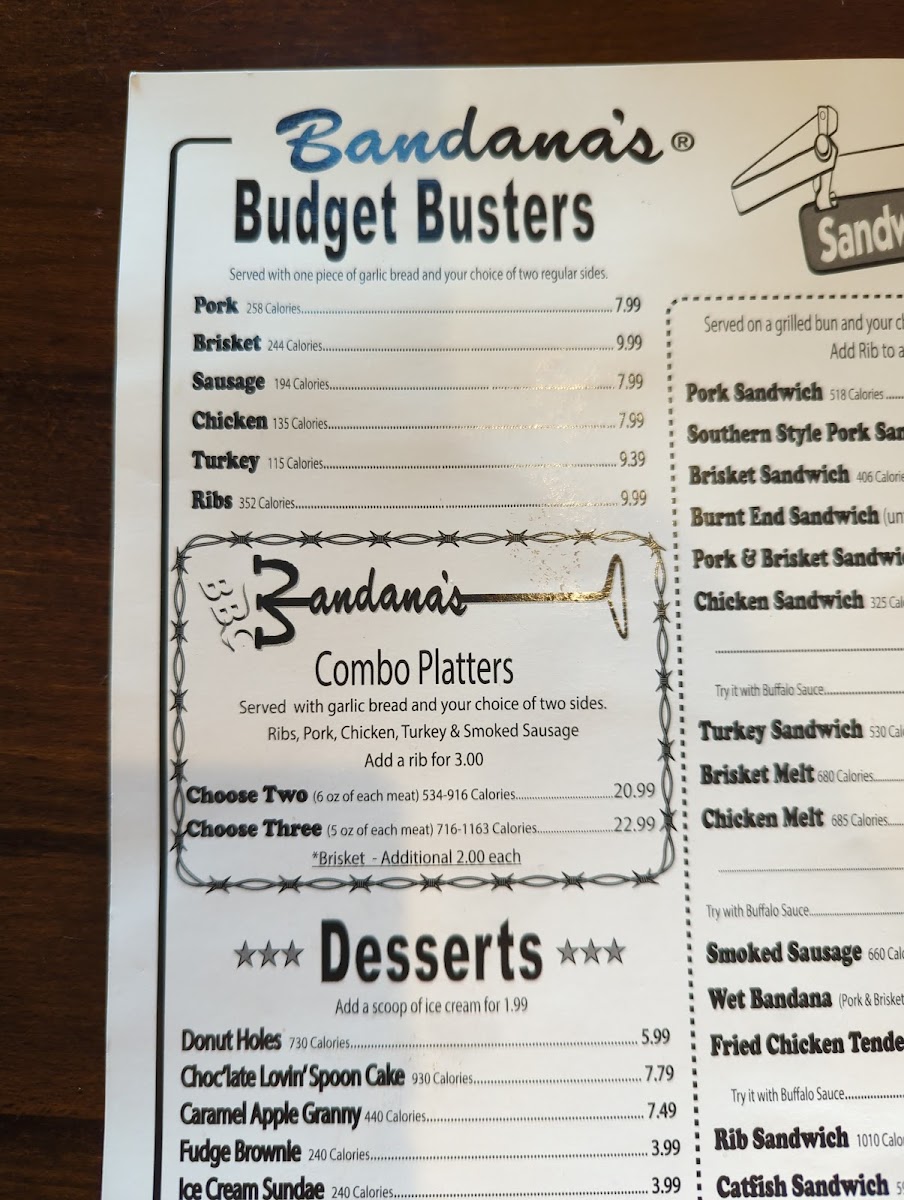 Bandana's®
Budget Busters
Served with one piece of garlic bread and your choice of two regular sides.
Pork 258 Calories 7.99
Brisket 244 Calories 9.99
Sausage 194 Calories 7.99
Chicken 135 Calories 7.99
Turkey 115 Calories 9.39
Ribs 352 Calories 9.99
Bandana's
BBQ
Combo Platters
Served with garlic bread and your choice of two sides.
Ribs, Pork, Chicken, Turkey & Smoked Sausage
Add a rib for 3.00
Choose Two (6 oz of each meat) 534-916 Calories 20.99
Choose Three (5 oz of each meat) 716-1163 Calories 22.99
*Brisket - Additional 2.00 each
Desserts
Add a scoop of ice cream for 1.99
Donut Holes 730 Calories 5.99
Choc'late Lovin' Spoon Cake 930 Calories 7.79
Caramel Apple Granny 440 Calories 7.49
Fudge Brownie 240 Calories 3.99
Ice Cream Sundae 240 Calories 3.99
Sandw
Served on a grilled bun and your ch
Add Rib to a
Pork Sandwich 518 Calories
Southern Style Pork San
Brisket Sandwich 406 Calorie
Burnt End Sandwich (un
Pork & Brisket Sandwi
Chicken Sandwich 325 Cal
Try it with Buffalo Sauce
Turkey Sandwich 530 Cal
Brisket Melt 680 Calories
Chicken Melt 685 Calories
Try with Buffalo Sauce
Smoked Sausage 660 Calo
Wet Bandana (Pork & Brisket
Fried Chicken Tende
Try it with Buffalo Sauce
Rib Sandwich 1010 Calo
Catfish Sandwich